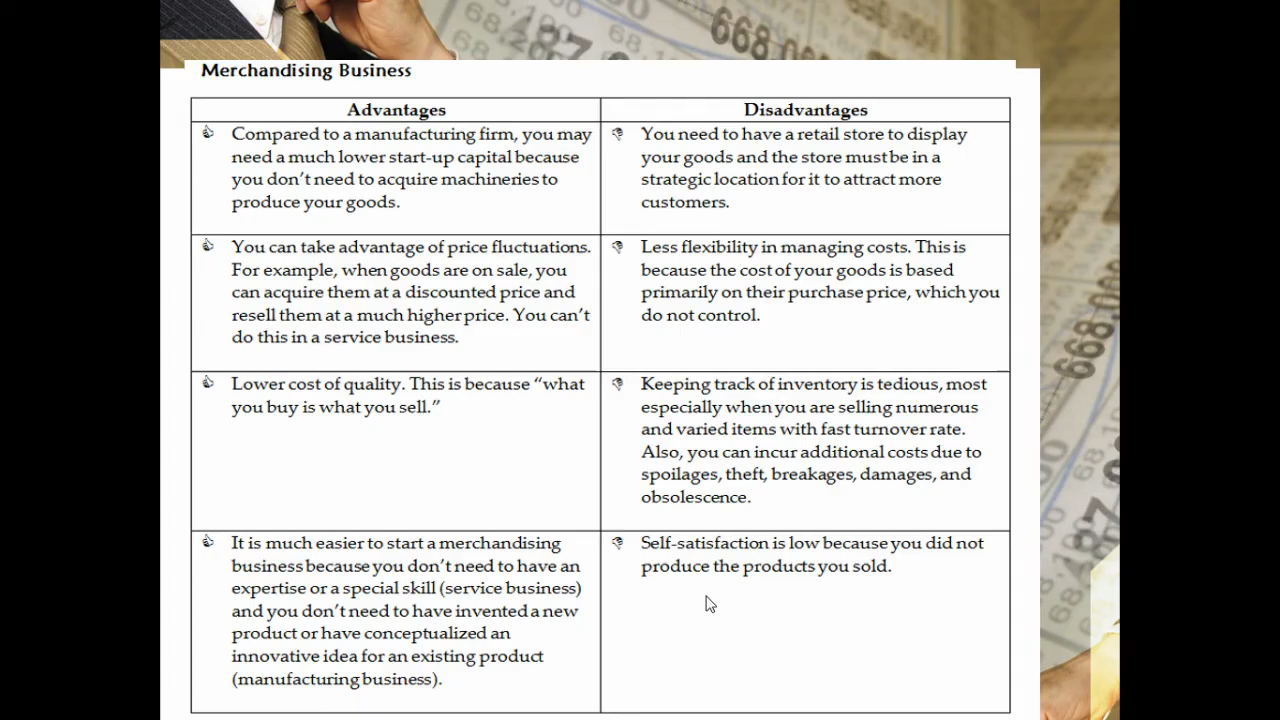 Merchandising Business
Advantages
Compared to a manufacturing firm, you may
need a much lower start-up capital because
you don't need to acquire machineries to
produce your goods.
You can take advantage of price fluctuations.
For example, when goods are on sale, you
can acquire them at a discounted price and
resell them at a much higher price. You can't
do this in a service business.
Lower cost of quality. This is because “what
you buy is what you sell.”
It is much easier to start a merchandising
business because you don't need to have an
expertise or a special skill (service business)
and you don't need to have invented a new
product or have conceptualized an
innovative idea for an existing product
(manufacturing business).
Disadvantages
You need to have a retail store to display
your goods and the store must be in a
strategic location for it to attract more
customers.
Less flexibility in managing costs. This is
because the cost of your goods is based
primarily on their purchase price, which you
do not control.
Keeping track of inventory is tedious, most
especially when you are selling numerous
and varied items with fast turnover rate.
Also, you can incur additional costs due to
spoilages, theft, breakages, damages, and
obsolescence.
Self-satisfaction is low because you did not
produce the products you sold.